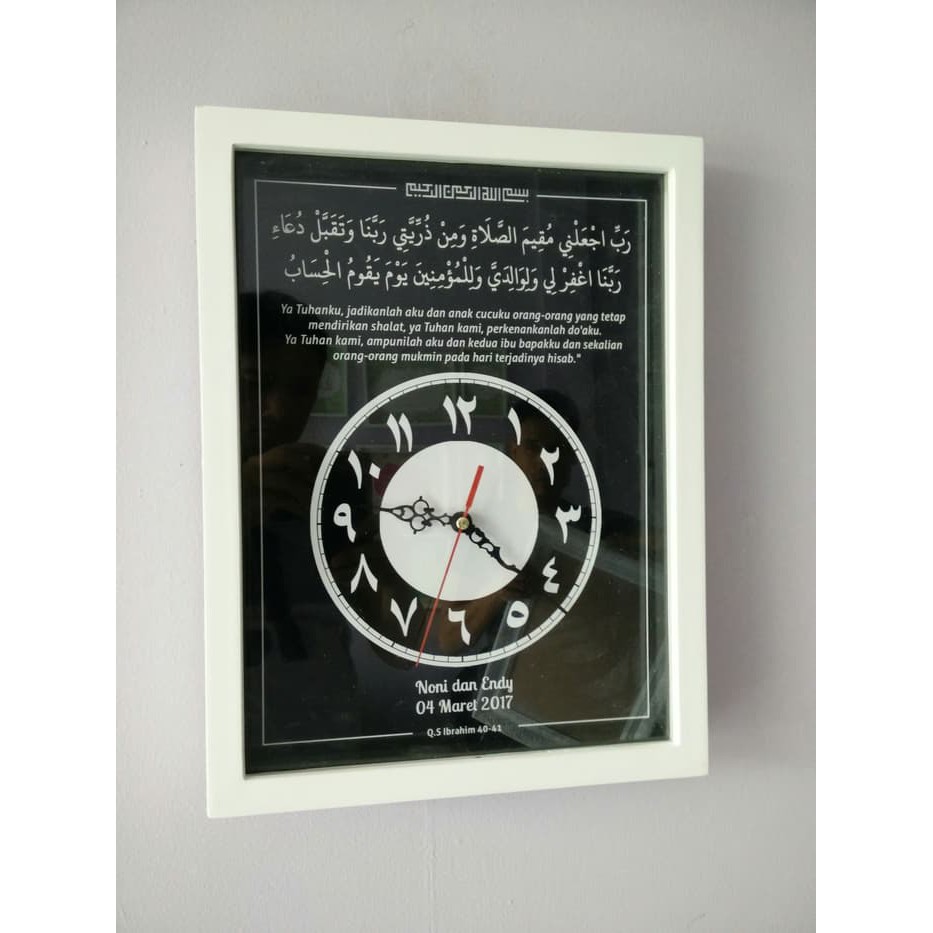 بسم الله الرحمن الرحيم
رَبِّ اجْعَلْنِي مُقِيمَ الصَّلَاةِ وَمِنْ ذُرِّيَّتِي رَبَّنَا وَتَقَبَّلْ دُعَاءِ
رَبَّنَا اغْفِرْ لِي وَلِوَالِدَيَّ وَلِلْمُؤْمِنِينَ يَوْمَ يَقُومُ الْحِسَابُ
Ya Tuhanku, jadikanlah aku dan anak cucuku orang-orang yang tetap
mendirikan shalat, ya Tuhan kami, perkenankanlah do'aku.
Ya Tuhan kami, ampunilah aku dan kedua ibu bapakku dan sekalian
orang-orang mukmin pada hari terjadinya hisab."
١٢
١
٢
٣
٤
٥
٦
٧
٨
٩
١٠
١١
Noni dan Endy
04 Maret 2017
Q.S Ibrahim 40-41